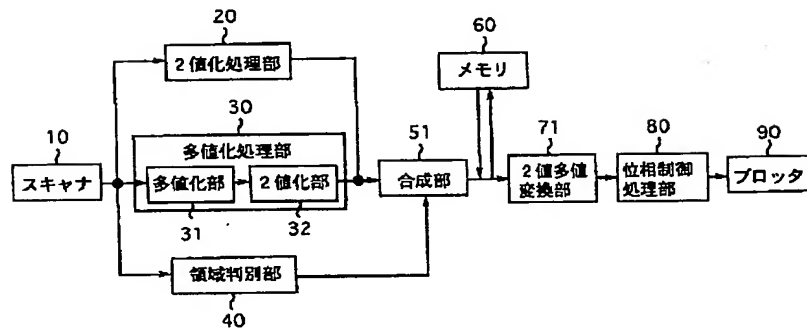 20
2値化処理部
60
メモリ
30
多値化処理部
10
スキャナ
多値化部
2値化部
31
32
51
合成部
71
2値多値
変換部
80
位相制御
処理部
90
プロッタ
領域判別部
40